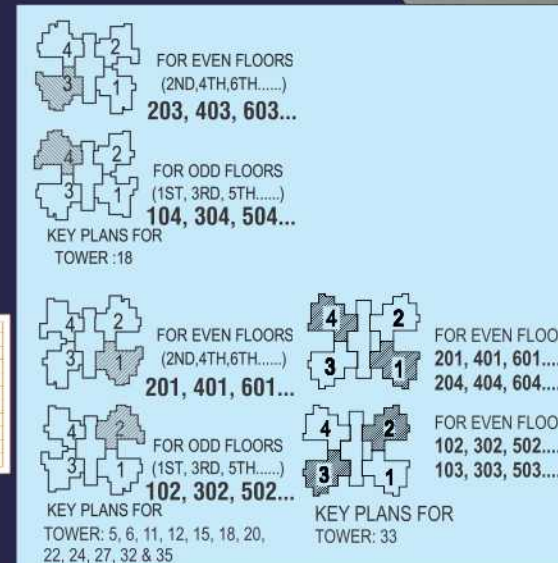 4 2
3 1
FOR EVEN FLOORS
(2ND,4TH,6TH......)
203, 403, 603...
4 2
3 1
FOR ODD FLOORS
(1ST, 3RD, 5TH......)
104, 304, 504...
KEY PLANS FOR
TOWER :18
4 2
3 1
FOR EVEN FLOORS
(2ND,4TH,6TH......)
201, 401, 601...
4 2
3 1
FOR ODD FLOORS
(1ST, 3RD, 5TH......)
102, 302, 502...
KEY PLANS FOR
TOWER: 5, 6, 11, 12, 15, 18, 20,
22, 24, 27, 32 & 35
4 2
3 1
FOR EVEN FLOO
201, 401, 601....
204, 404, 604....
4 2
3 1
FOR EVEN FLOO
102, 302, 502....
103, 303, 503....
KEY PLANS FOR
TOWER: 33